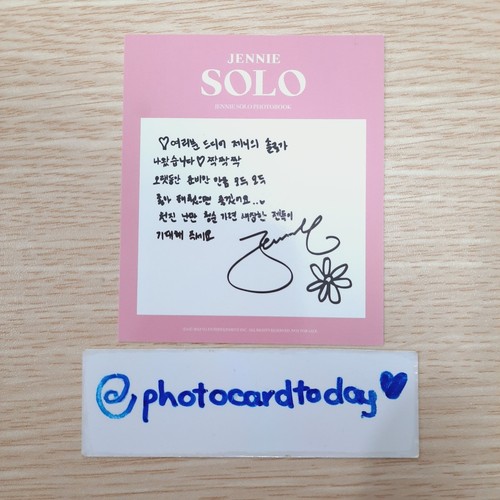 JENNIE
SOLO
JENNIE SOLO PHOTOBOOK
♡여러분 드디어 제니의 솔로가
나왔습니다♡ 짝짝짝
오랫동안 준비한 만큼 모두 모두
좋아 해줬으면 좋겠어요..♥
천진 난만 청순 가련 새침한 젠득이
기대해 주세요
Jennie
@photocardtoday